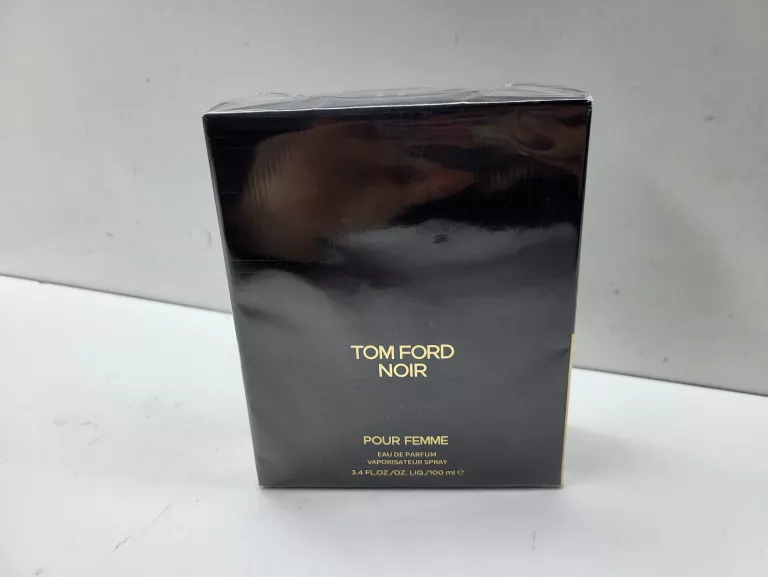 TOM FORD
NOIR
POUR FEMME
EAU DE PARFUM
VAPORISATEUR SPRAY
3.4 FL.OZ./OZ. LIQ./100 ml ℮